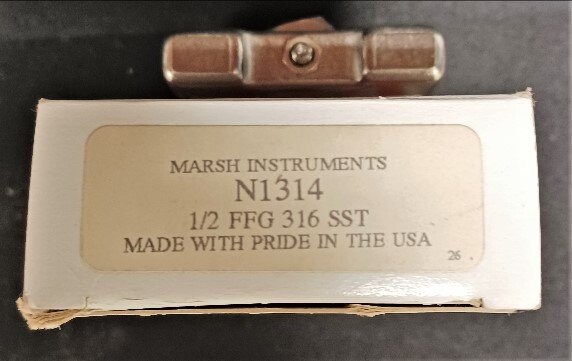 MARSH INSTRUMENTS
N1314
1/2 FFG 316 SST
MADE WITH PRIDE IN THE USA
26